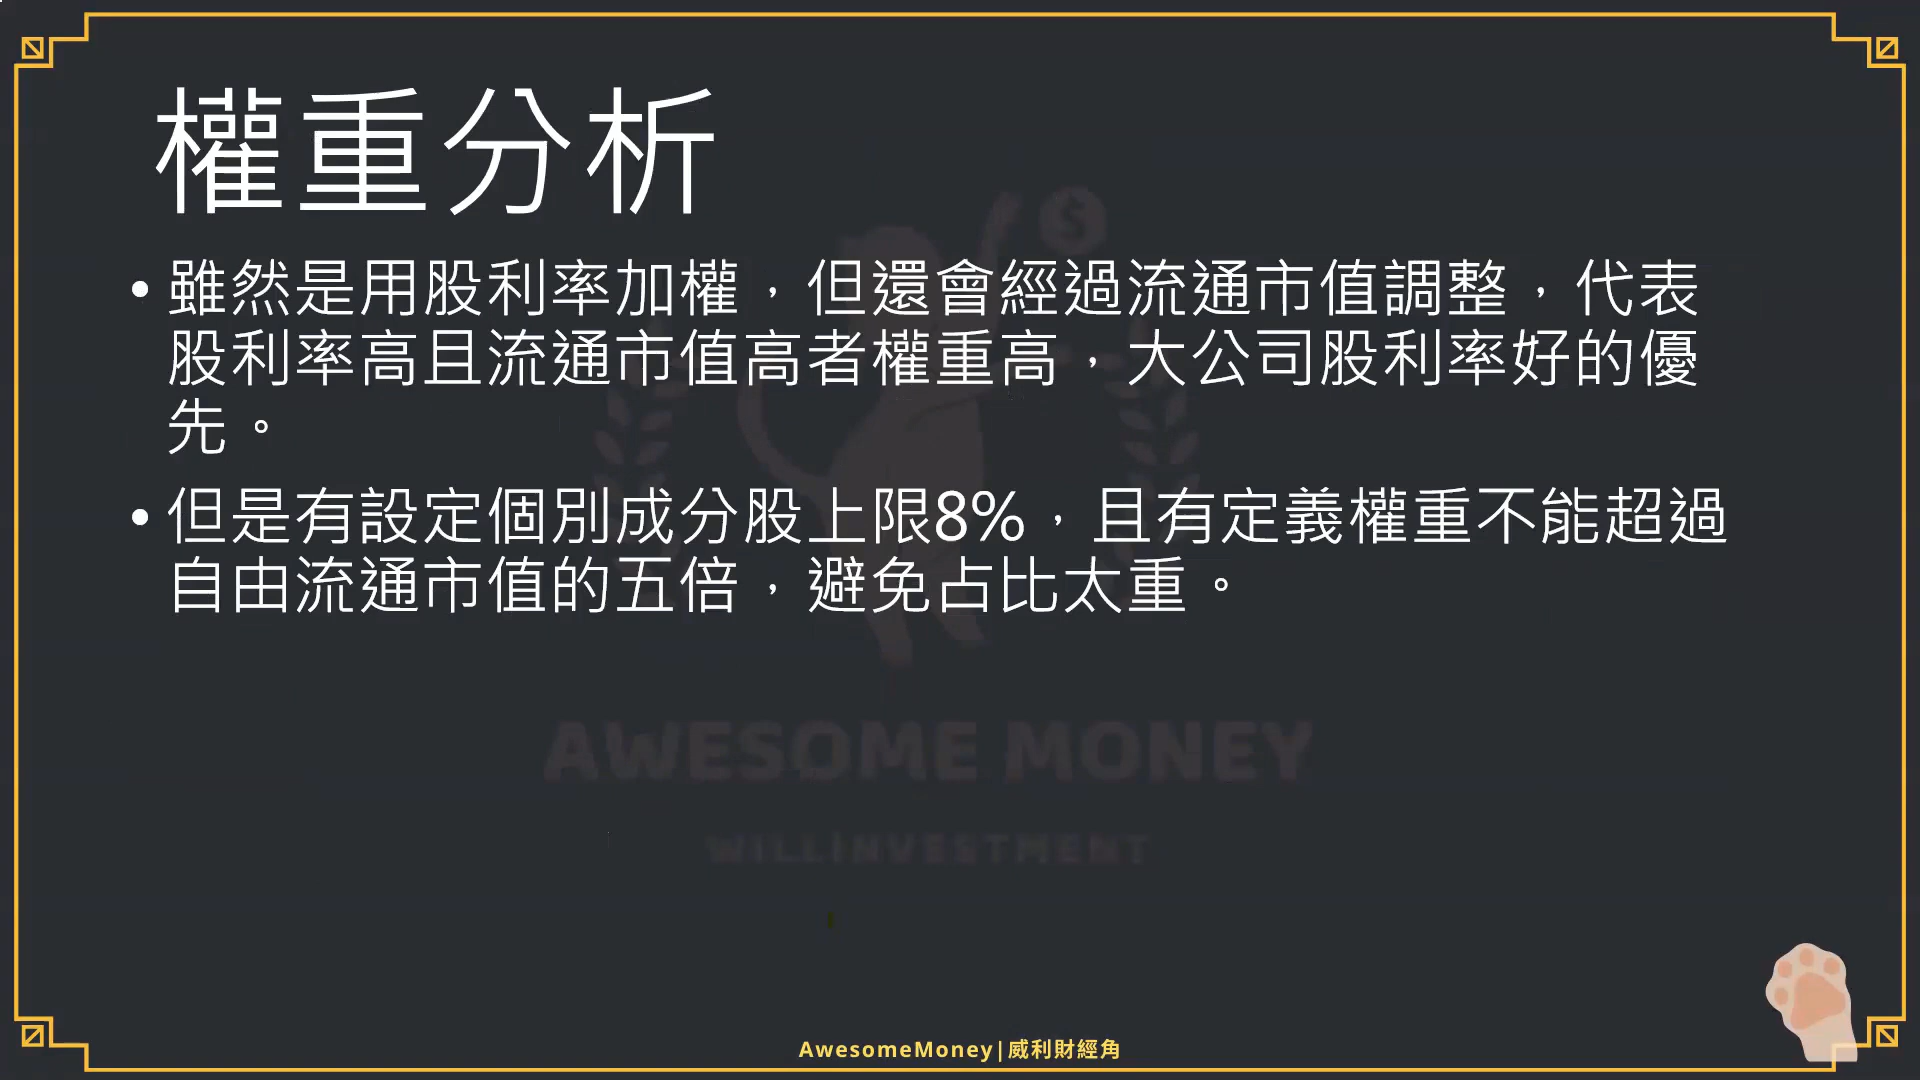 權重分析
• 雖然是用股利率加權，但還會經過流通市值調整，代表
股利率高且流通市值高者權重高，大公司股利率好的優
先。
• 但是有設定個別成分股上限8%，且有定義權重不能超過
自由流通市值的五倍，避免占比太重。
AWESOME MONEY
WILLINVESTMENT
AwesomeMoney|威利財經角